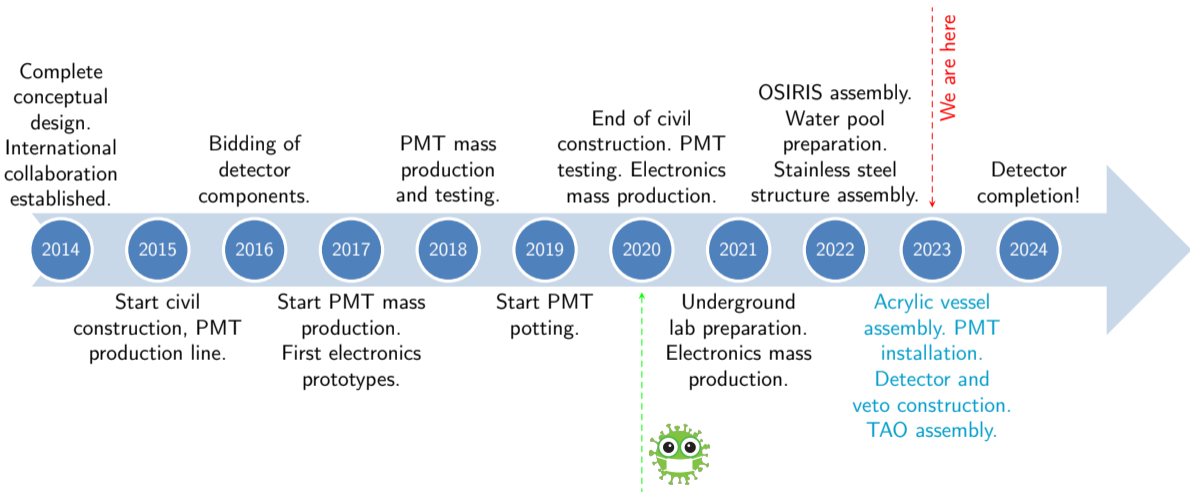 We are here
Complete
conceptual
design.
International
collaboration
established.
Bidding of
detector
components.
PMT mass
production
and testing.
End of civil
construction. PMT
testing. Electronics
mass production.
OSIRIS assembly.
Water pool
preparation.
Stainless steel
structure assembly.
Detector
completion!
2014
2015
2016
2017
2018
2019
2020
2021
2022
2023
2024
Start civil
construction, PMT
production line.
Start PMT mass
production.
First electronics
prototypes.
Start PMT
potting.
Underground
lab preparation.
Electronics mass
production.
Acrylic vessel
assembly. PMT
installation.
Detector and
veto construction.
TAO assembly.